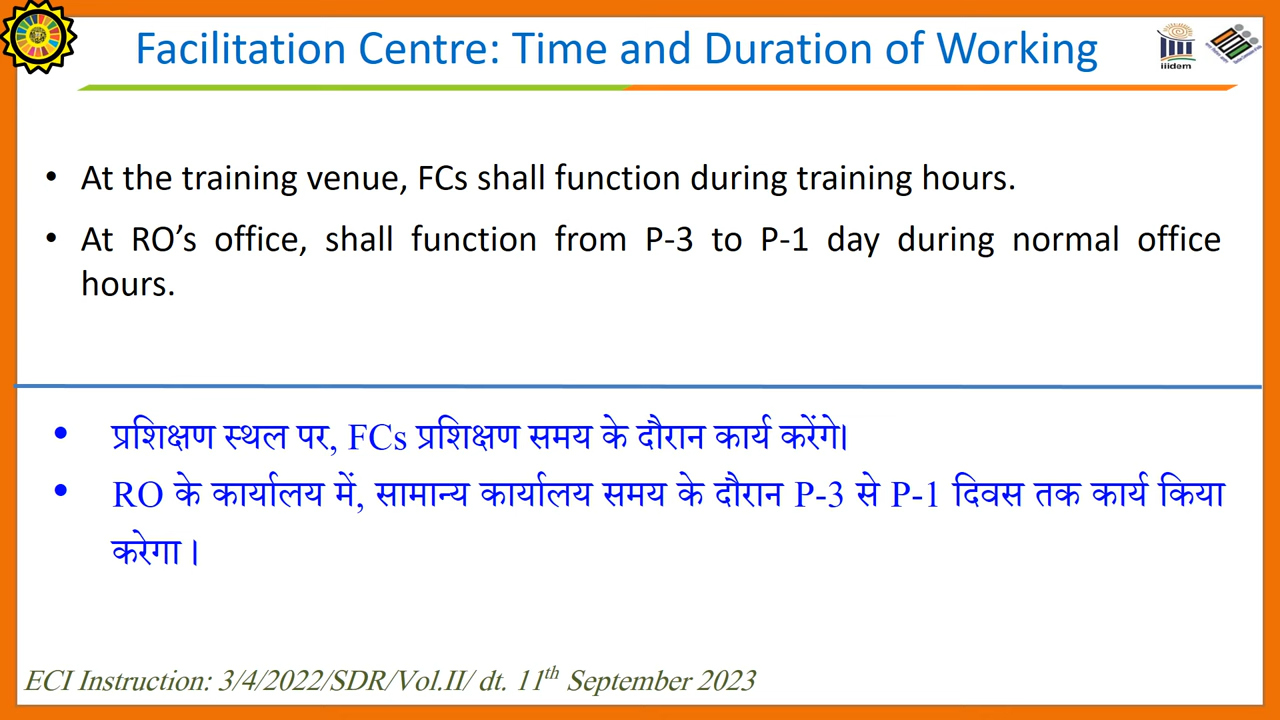 Facilitation Centre: Time and Duration of Working
iiidem
• At the training venue, FCs shall function during training hours.
• At RO’s office, shall function from P-3 to P-1 day during normal office
hours.
• प्रशिक्षण स्थल पर, FCs प्रशिक्षण समय के दौरान कार्य करेंगे।
• RO के कार्यालय में, सामान्य कार्यालय समय के दौरान P-3 से P-1 दिवस तक कार्य किया
करेगा।
ECI Instruction: 3/4/2022/SDR/Vol.II/ dt. 11th September 2023